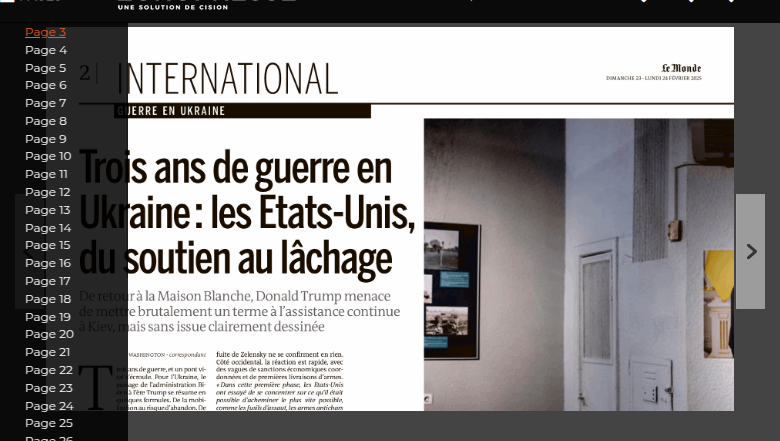 UNE SOLUTION DE CISION
Page 3
Page 4
Page 5
Page 6
Page 7
Page 8
Page 9
Page 10
Page 11
Page 12
Page 13
Page 14
Page 15
Page 16
Page 17
Page 18
Page 19
Page 20
Page 21
Page 22
Page 23
Page 24
Page 25
Page 26
2 | INTERNATIONAL
Le Monde
DIMANCHE 23 - LUNDI 24 FÉVRIER 2025
GUERRE EN UKRAINE
Trois ans de guerre en
Ukraine : les Etats-Unis,
du soutien au lâchage
De retour à la Maison Blanche, Donald Trump menace
de mettre brutalement un terme à l'assistance continue
à Kiev, mais sans issue clairement dessinée
WASHINGTON - correspondant
Trois ans de guerre, et un pont vi-
écroule. Pour l'Ukraine, le
passage de l'administration Bi-
à l'ère Trump se résume en
quelques formules. De la mobi-
au risque d'abandon. De
fuite de Zelensky ne se confirment en rien.
Côté occidental, la réaction est rapide, avec
des vagues de sanctions économiques coor-
données et de premières livraisons d'armes.
« Dans cette première phase, les Etats-Unis
ont essayé de se concentrer sur ce qu'il était
possible d'acheminer le plus vite possible,
comme les fusils d'assaut, les armes antichars